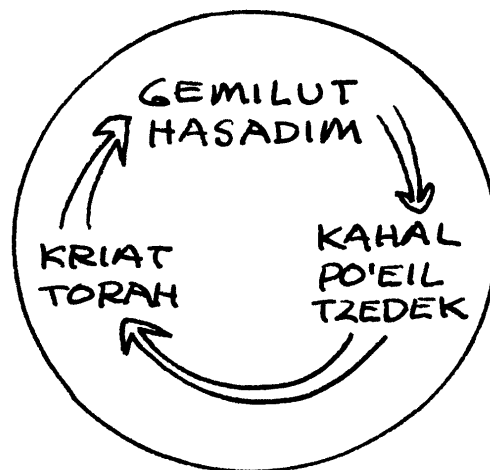 GEMILUT
HASADIM
KAHAL
PO'EIL
TZEDEK
KRIAT
TORAH